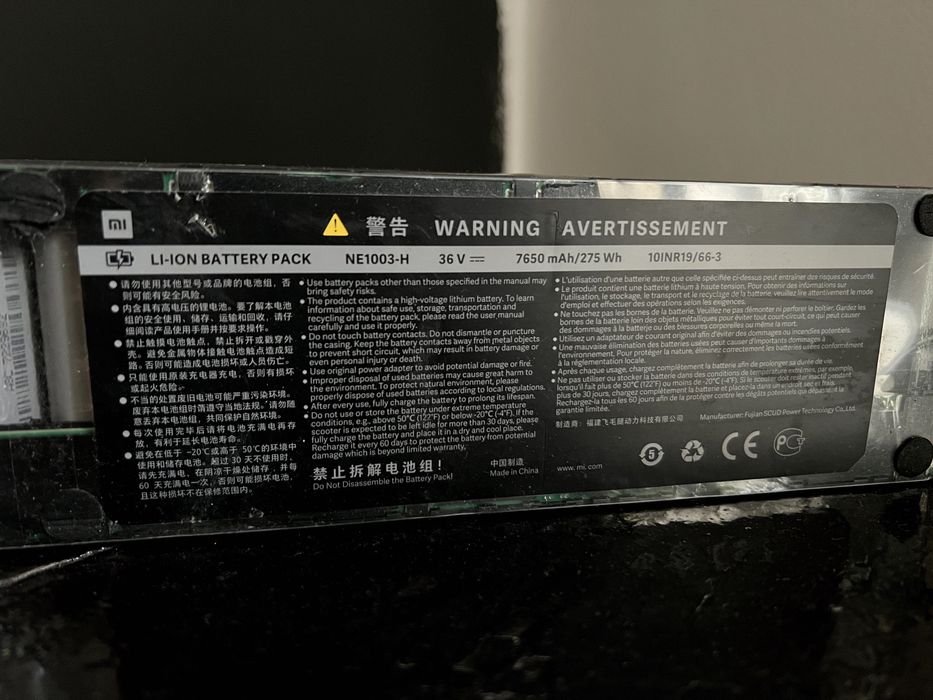 mi
警告 WARNING AVERTISSEMENT
LI-ION BATTERY PACK NE1003-H 36 V 7650 mAh/275 Wh 10INR19/66-3
● 请勿使用其他型号或品牌的电池组，否
则可能有安全风险。
● 内含具有高电压的锂电池。要了解本电池
组的安全使用、储存、运输和回收，请仔
细阅读产品使用手册并按要求操作。
● 禁止触摸电池触点，禁止拆开或戳穿外
壳。避免金属物体接触电池触点造成短
路。否则可能造成电池损坏或人员伤亡。
● 只能使用原装充电器充电，否则有损坏
或起火危险。
● 不当的处置废旧电池可能严重污染环境。
废弃本电池组时请遵守当地法规。请勿随
意丢弃本电池组，共同保护自然环境。
● 每次使用完毕后请将电池充满电再存
放，有利于延长电池寿命。
● 避免在低于 -20℃或高于 50℃的环境
中使用和储存电池。超过 30 天不使用时，
请先充满电，在阴凉干燥处储存，并每
60 天充满电一次，否则可能损坏电池，
且这种损坏不在保修范围内。
● Use battery packs other than those specified in the manual may
bring safety risks.
● The product contains a high-voltage lithium battery. To learn
information about safe use, storage, transportation and
recycling of the battery pack, please read the user manual
carefully and use it properly.
● Do not touch battery contacts. Do not dismantle or puncture
the casing. Keep the battery contacts away from metal objects
to prevent short circuit, which may result in battery damage or
even personal injury or death.
● Use original power adapter to avoid potential damage or fire.
● Improper disposal of used battery may cause great harm to
the environment. To protect natural environment, please
properly dispose of used batteries according to local regulations.
● After every use, fully charge the battery to prolong its lifespan.
● Do not use or store the battery under extreme temperature
conditions, e.g., above 50℃ (122℉) or below -20℃ (-4℉). If the
scooter is expected to be left idle for more than 30 days, please
fully charge the battery and place it in a dry and cool place.
Recharge it every 60 days to protect the battery from potential
damage which is beyond limited warranty.
禁止拆解电池组！
Do Not Disassemble the Battery Pack!
中国制造
Made in China
● L'utilisation d'une batterie autre que celle spécifiée ci-dessus peut entraîner des risques de sécurité.
● Le produit contient une batterie lithium à haute tension. Pour obtenir des informations sur
l'utilisation, le stockage, le transport et le recyclage de la batterie, veuillez lire attentivement le mode
d'emploi et effectuer des opérations selon les exigences.
● Ne touchez pas les bornes de la batterie. Veuillez ne pas démonter ni perforer le boîtier. Gardez les
bornes de la batterie loin des objets métalliques pour éviter tout court-circuit, ce qui peut causer
des dommages à la batterie ou des blessures corporelles ou même la mort.
● Utilisez un adaptateur de courant original afin d'éviter des dommages ou incendies potentiels.
● Une mauvaise élimination des batteries usées peut causer d'importants dommages à
l'environnement. Pour protéger la nature, éliminez correctement les batteries usées conformément
à la réglementation locale.
● Après chaque usage, chargez complètement la batterie afin de prolonger sa durée de vie.
● Ne pas utiliser ou stocker la batterie dans des conditions de température extrêmes, par exemple,
lorsqu'il fait plus de 50℃ (122℉) ou moins de -20℃ (-4℉). Si le scooter doit rester inactif pendant
plus de 30 jours, chargez complètement la batterie et placez-la dans un endroit sec et frais.
Rechargez-la tous les 60 jours afin de la protéger contre les dégâts potentiels qui dépassent la
garantie limitée.
制造商：福建飞毛腿动力科技有限公司 Manufacturer: Fujian SCUD Power Technology Co., Ltd.
www.mi.com
5 CE PCT